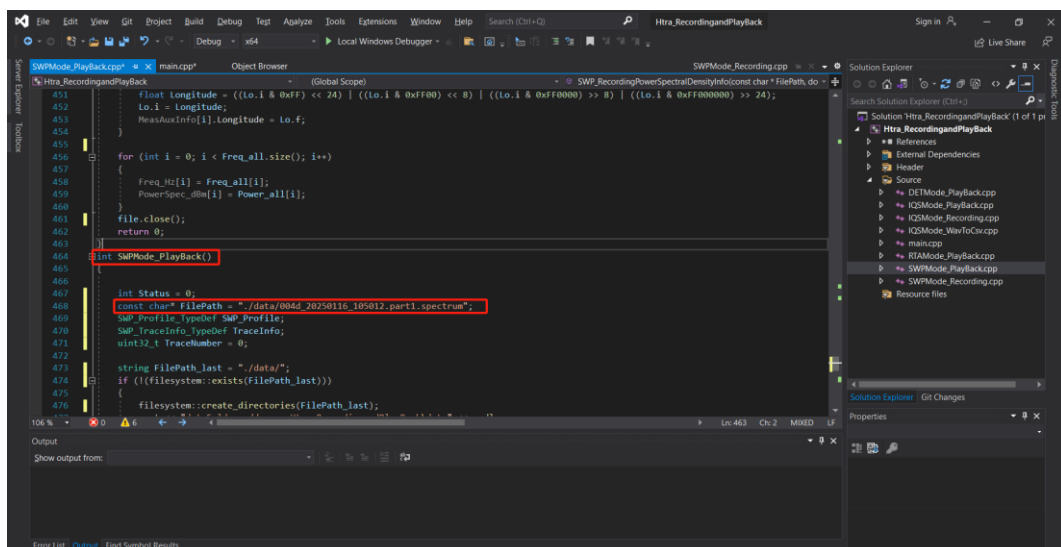 File Edit View Git Project Build Debug Test Analyze Tools Extensions Window Help Search (Ctrl+Q) Htra_RecordingandPlayBack Sign in
Debug x64 Local Windows Debugger Live Share
SWPMode_PlayBack.cpp* main.cpp* Object Browser SWPMode_Recording.cpp
Htra_RecordingandPlayBack (Global Scope) SWP_RecordingPowerSpectralDensityInfo(const char * FilePath, do
451 float Longitude = ((Lo.i & 0xFF) << 24) | ((Lo.i & 0xFF00) << 8) | ((Lo.i & 0xFF0000) >> 8) | ((Lo.i & 0xFF000000) >> 24);
452 Lo.i = Longitude;
453 MeasAuxInfo[i].Longitude = Lo.f;
454 }
455
456 for (int i = 0; i < Freq_all.size(); i++)
457 {
458 Freq_Hz[i] = Freq_all[i];
459 PowerSpec_dBm[i] = Power_all[i];
460 }
461 file.close();
462 return 0;
463 }
464 int SWPMode_PlayBack()
465 {
466
467 int Status = 0;
468 const char* FilePath = "./data/004d_20250116_105012.part1.spectrum";
469 SWP_Profile_TypeDef SWP_Profile;
470 SWP_TraceInfo_TypeDef TraceInfo;
471 uint32_t TraceNumber = 0;
472
473 string FilePath_last = "./data/";
474 if (!(filesystem::exists(FilePath_last)))
475 {
476 filesystem::create_directories(FilePath_last);
106 % 0 6 Ln: 463 Ch: 2 MIXED LF
Output
Show output from:
Error List Output Find Symbol Results
Server Explorer
Toolbox
Solution Explorer
Search Solution Explorer (Ctrl+;)
Solution 'Htra_RecordingandPlayBack' (1 of 1 pr
Htra_RecordingandPlayBack
References
External Dependencies
Header
Source
DETMode_PlayBack.cpp
IQSMode_PlayBack.cpp
IQSMode_Recording.cpp
IQSMode_WavToCsv.cpp
main.cpp
RTAMode_PlayBack.cpp
SWPMode_PlayBack.cpp
SWPMode_Recording.cpp
Resource files
Solution Explorer Git Changes
Properties
Diagnostic Tools